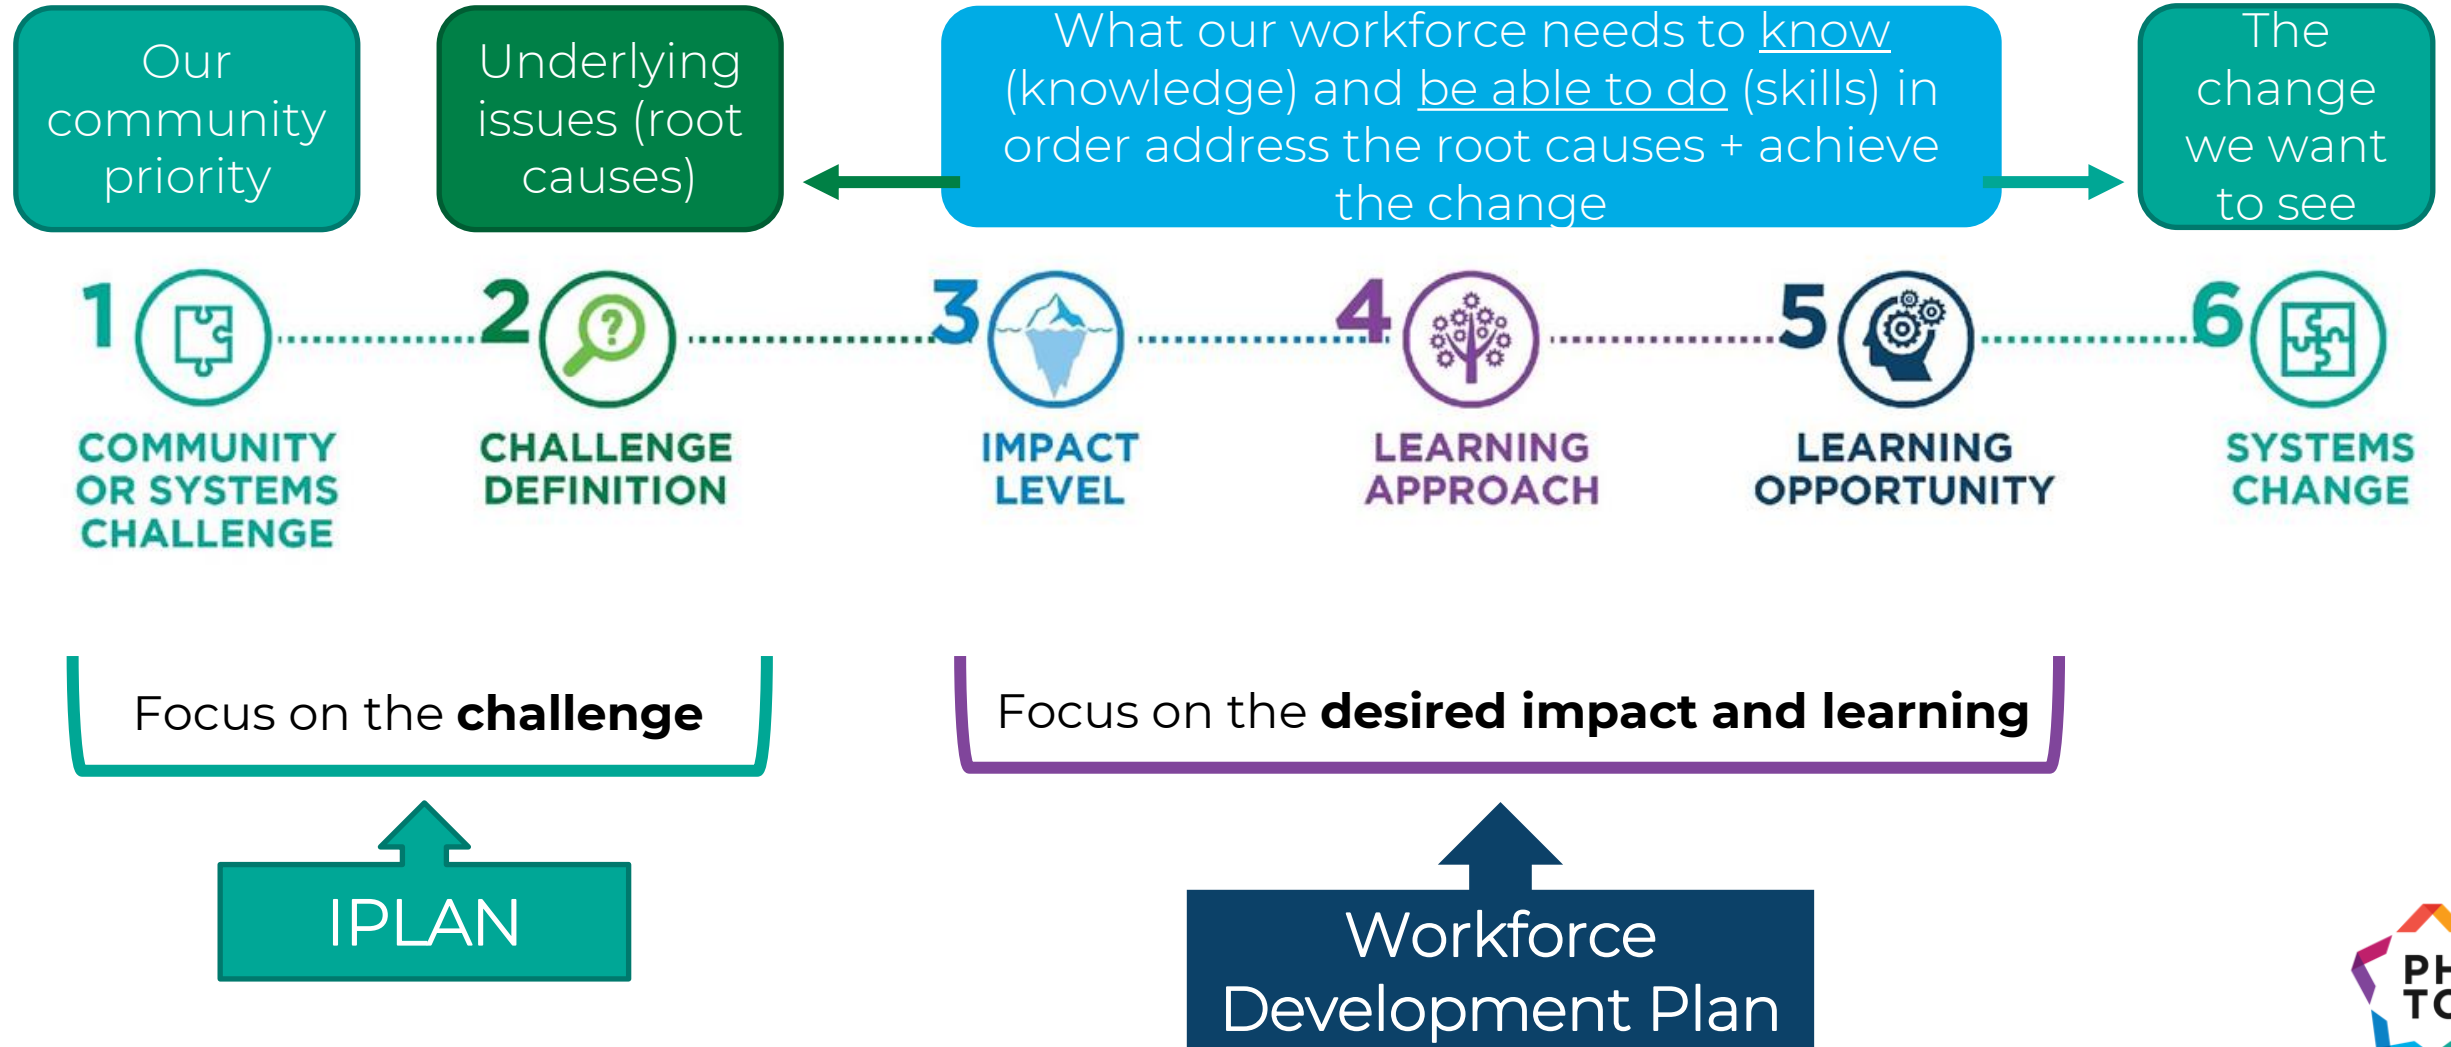 Our
community
priority
Underlying
issues (root
causes)
What our workforce needs to know
(knowledge) and be able to do (skills) in
order address the root causes + achieve
the change
The
change
we want
to see
1
2
?
3
4
5
6
COMMUNITY
OR SYSTEMS
CHALLENGE
CHALLENGE
DEFINITION
IMPACT
LEVEL
LEARNING
APPROACH
LEARNING
OPPORTUNITY
SYSTEMS
CHANGE
Focus on the challenge
Focus on the desired impact and learning
IPLAN
Workforce
Development Plan